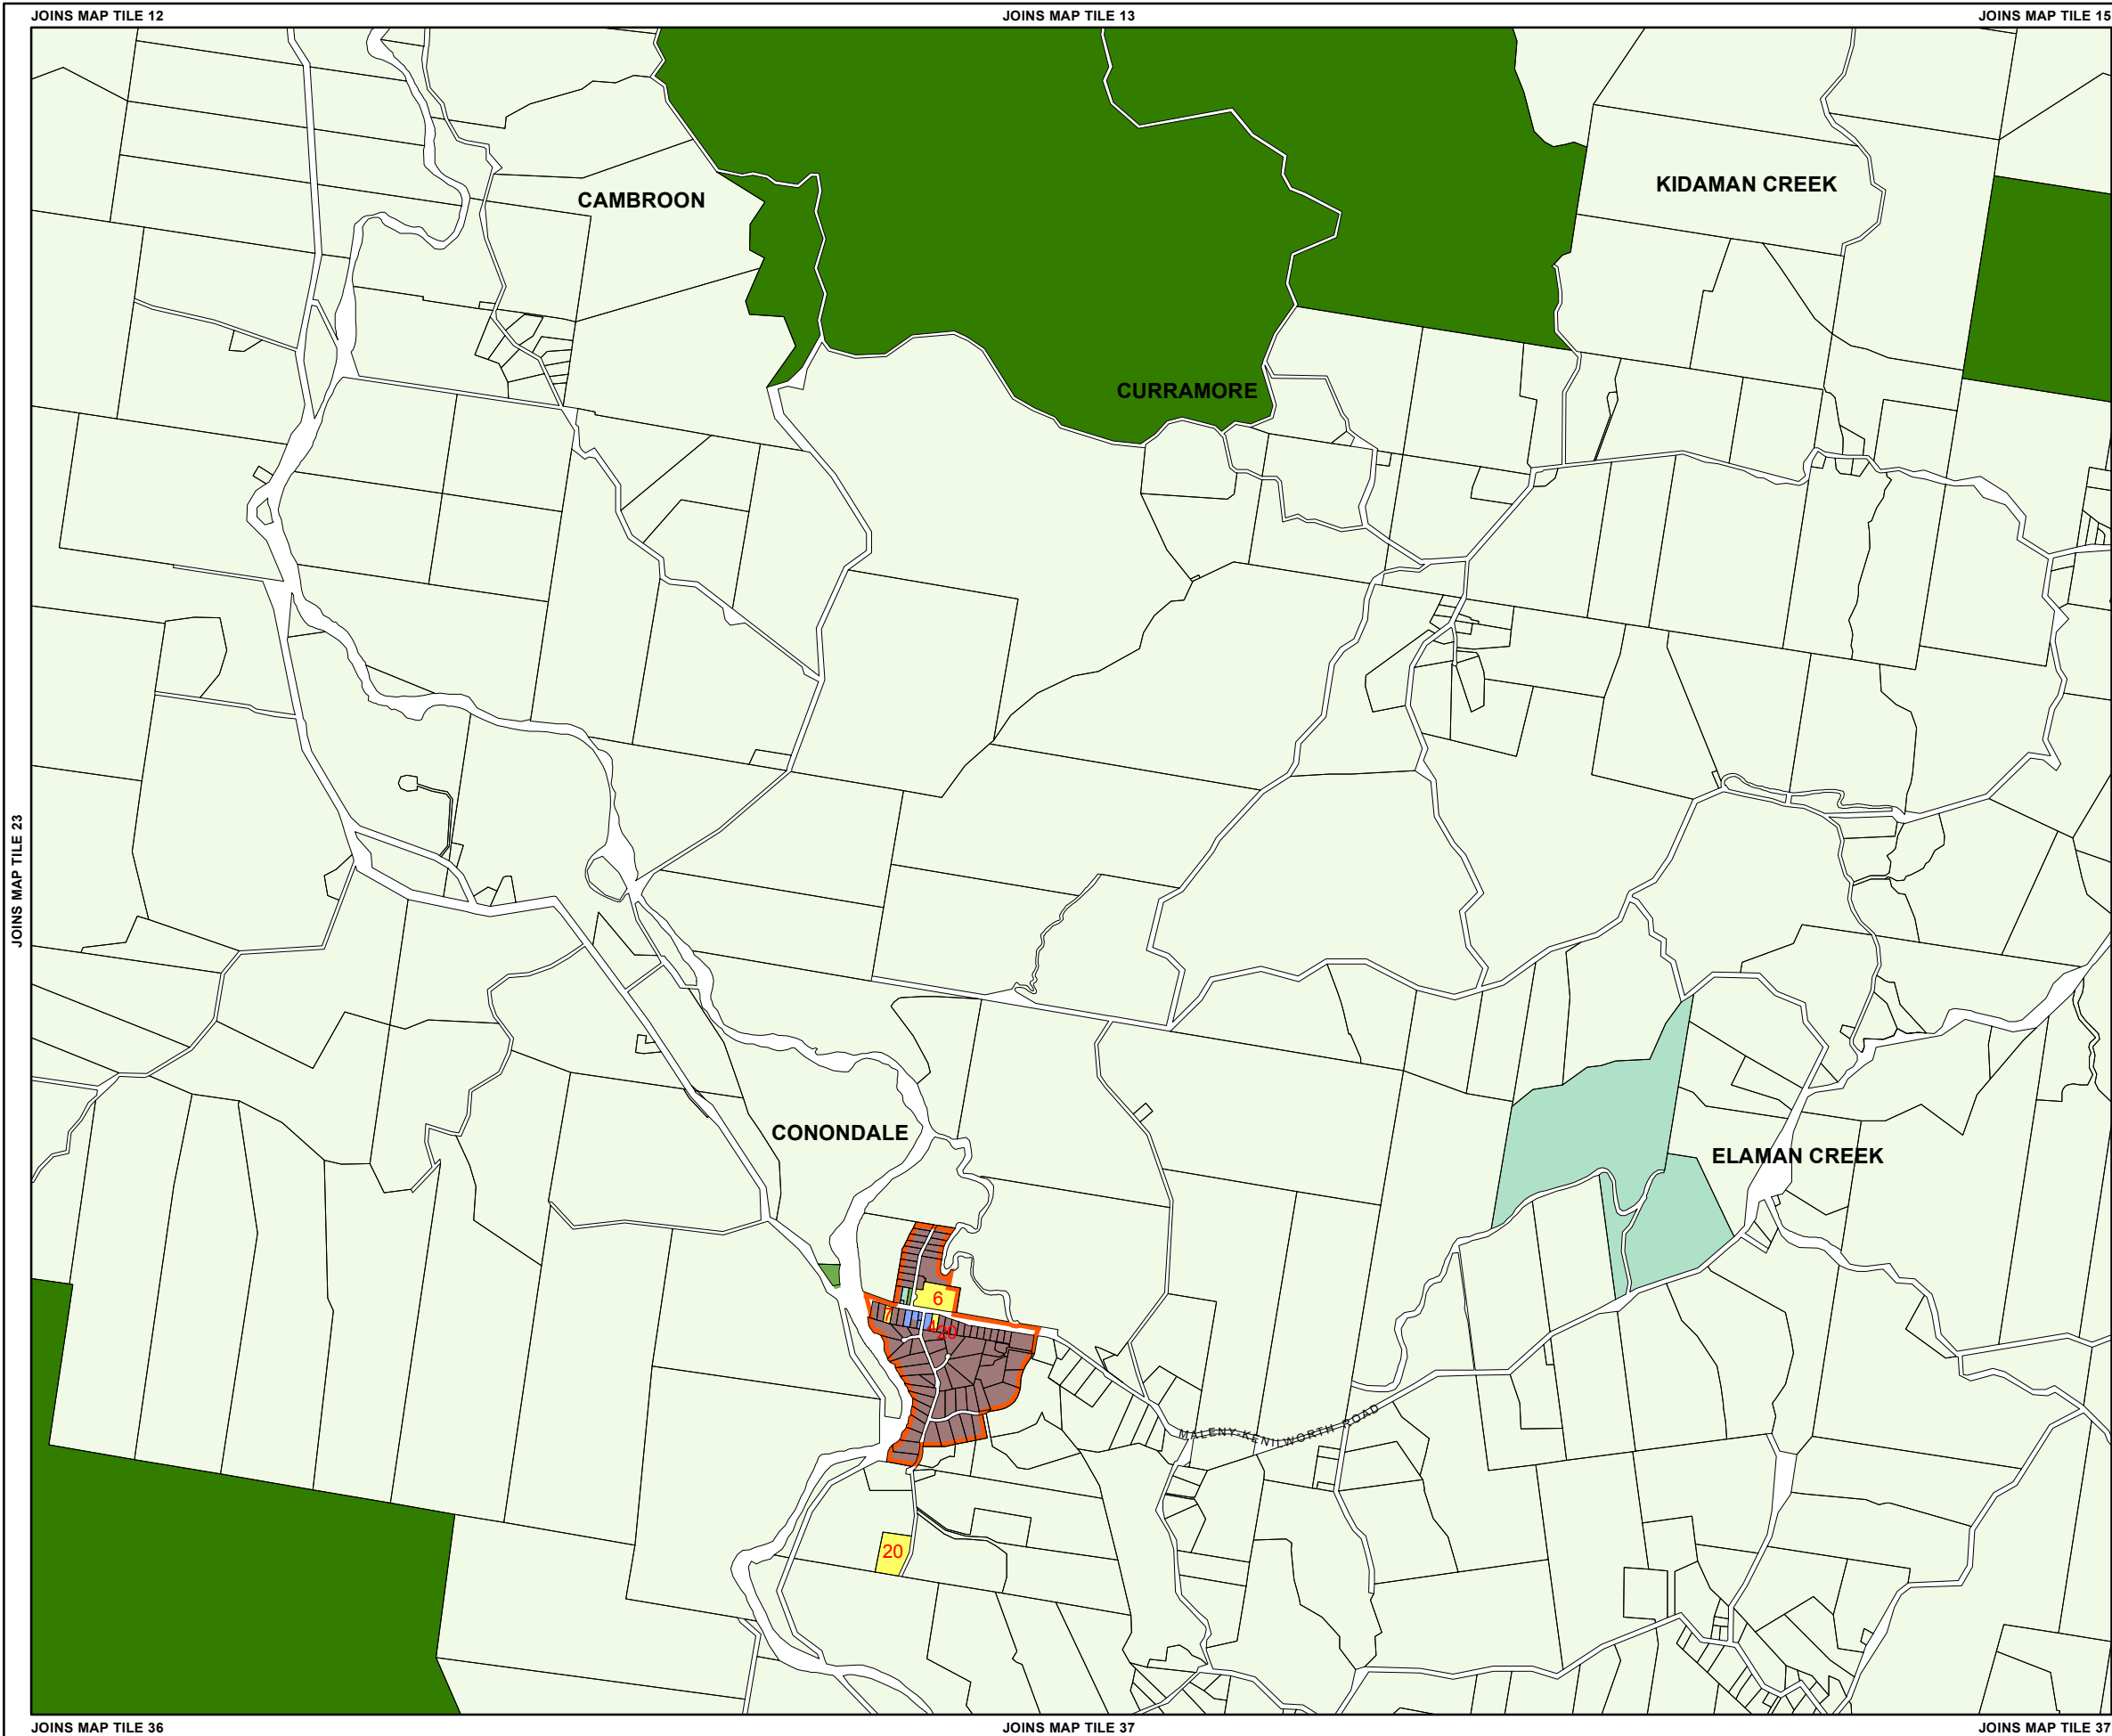 JOINS MAP TILE 12
JOINS MAP TILE 13
JOINS MAP TILE 15
KIDAMAN CREEK
CAMBROON
CURRAMORE
JOINS MAP TILE 23
CONONDALE
ELAMAN CREEK
6
7
4
20
MALENY-KENILWORTH ROAD
20
JOINS MAP TILE 36
JOINS MAP TILE 37
JOINS MAP TILE 37